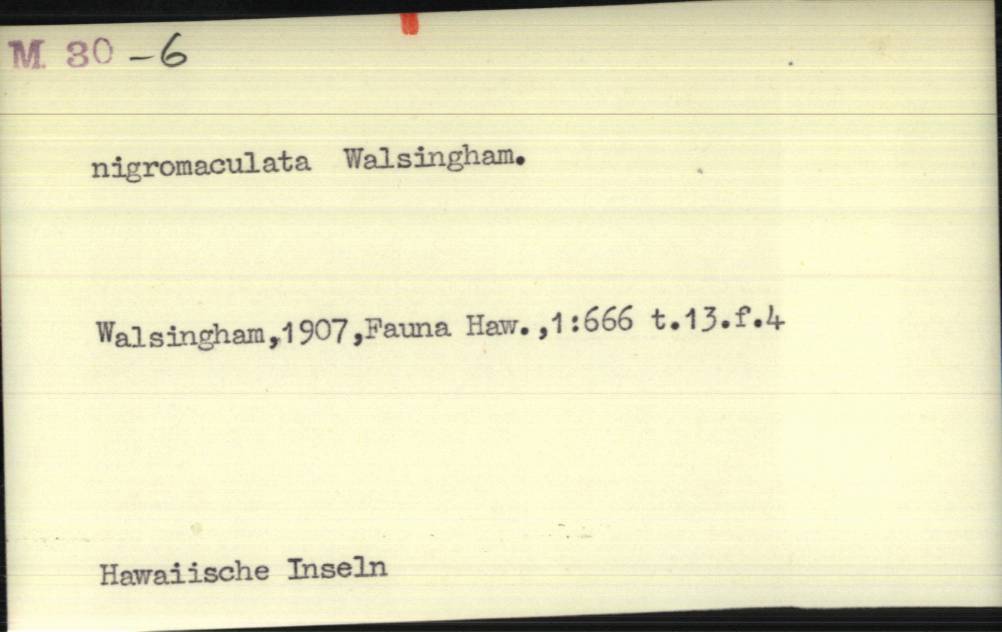 M. 30 -6
nigromaculata Walsingham.
Walsingham,1907,Fauna Haw.,1:666 t.13.f.4
Hawaiische Inseln